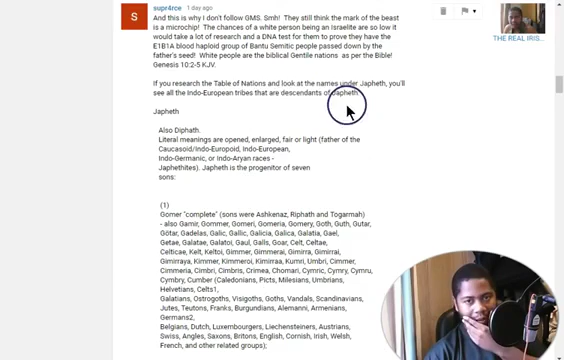 supr4rce 1 day ago
And this is why I don't follow GMS. Smh! They still think the mark of the beast
is a microchip! The chances of a white person being an Israelite are so low it
would take a lot of research and a DNA test for them to prove they have the
E1B1A blood haploid group of Bantu Semitic people passed down by the
father's seed! White people are the biblical Gentile nations as per the Bible!
Genesis 10:2-5 KJV.
If you research the Table of Nations and look at the names under Japheth, you'll
see all the Indo-European tribes that are descendants of Japheth
Japheth
Also Diphath.
Literal meanings are opened, enlarged, fair or light (father of the
Caucasoid/Indo-Europoid, Indo-European,
Indo-Germanic, or Indo-Aryan races -
Japhethites). Japheth is the progenitor of seven
sons:
(1)
Gomer "complete" (sons were Ashkenaz, Riphath and Togarmah)
- also Gamir, Gommer, Gomeri, Gomeria, Gomery, Goth, Guth, Gutar,
Götar, Gadelas, Galic, Gallic, Galicia, Galica, Galatia, Gael,
Getae, Galatae, Galatoi, Gaul, Galls, Goar, Celt, Celtae,
Celticae, Kelt, Keltoi, Gimmer, Gimmerai, Gimirra, Gimirrai,
Gimirraya, Kimmer, Kimmeroi, Kimirraa, Kumri, Umbri, Cimmer,
Cimmeria, Cimbri, Cimbris, Crimea, Chomari, Cymric, Cymry, Cymru,
Cymbry, Cumber (Caledonians, Picts, Milesians, Umbrians,
Helvetians, Celts1,
Galatians, Ostrogoths, Visigoths, Goths, Vandals, Scandinavians,
Jutes, Teutons, Franks, Burgundians, Alemanni, Armenians,
Germans2,
Belgians, Dutch, Luxembourgers, Liechensteiners, Austrians,
Swiss, Angles, Saxons, Britons, English, Cornish, Irish, Welsh,
French, and other related groups);
THE REAL IRIS